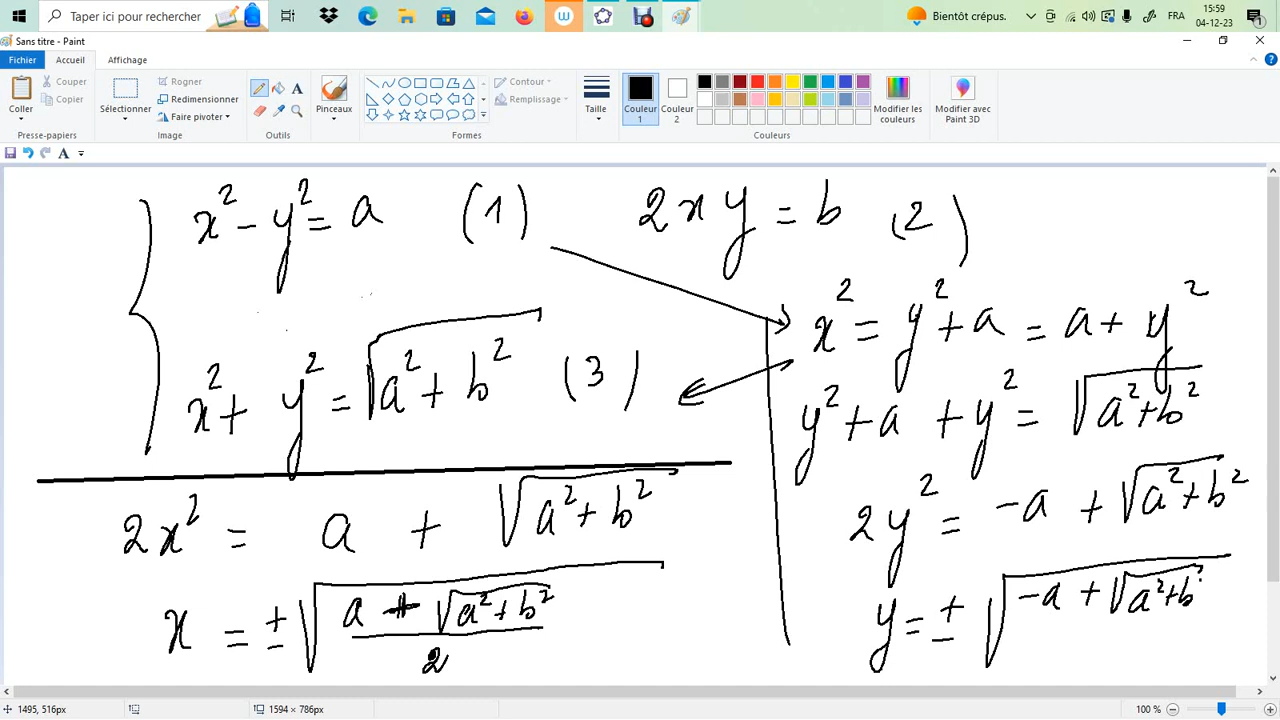 Taper ici pour rechercher
Bientôt crépus.
FRA
15:59
04-12-23
Sans titre - Paint
Fichier Accueil Affichage
Coller
Couper
Copier
Presse-papiers
Sélectionner
Rogner
Redimensionner
Faire pivoter
Image
A
Outils
Pinceaux
Contour
Remplissage
Formes
Taille
Couleur 1
Couleur 2
Couleurs
Modifier les couleurs
Modifier avec Paint 3D
A
x² - y² = a (1) 2xy = b (2)
x² = y² + a = a + y²
x² + y² = √(a² + b²) (3)
y² + a + y² = √(a² + b²)
2x² = a + √(a² + b²)
2y² = -a + √(a² + b²)
x = ± √((a + √(a² + b²))/2)
y = ± √(-a + √(a² + b
1495, 516px
1594 × 786px
100 %